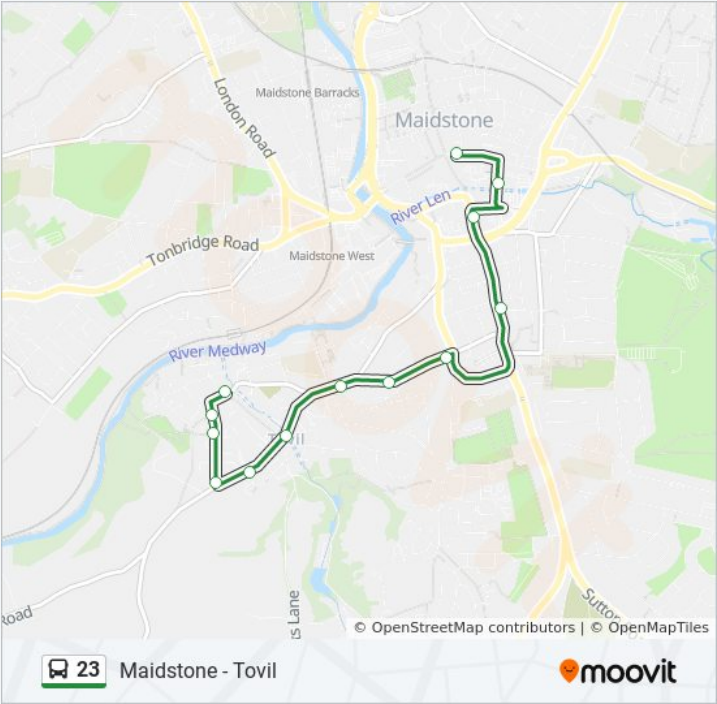 Maidstone Barracks
Maidstone
London Road
River Len
Tonbridge Road
Maidstone West
River Medway
Tovil
Road
Lane
© OpenStreetMap contributors | © OpenMapTiles
23 Maidstone - Tovil
moovit